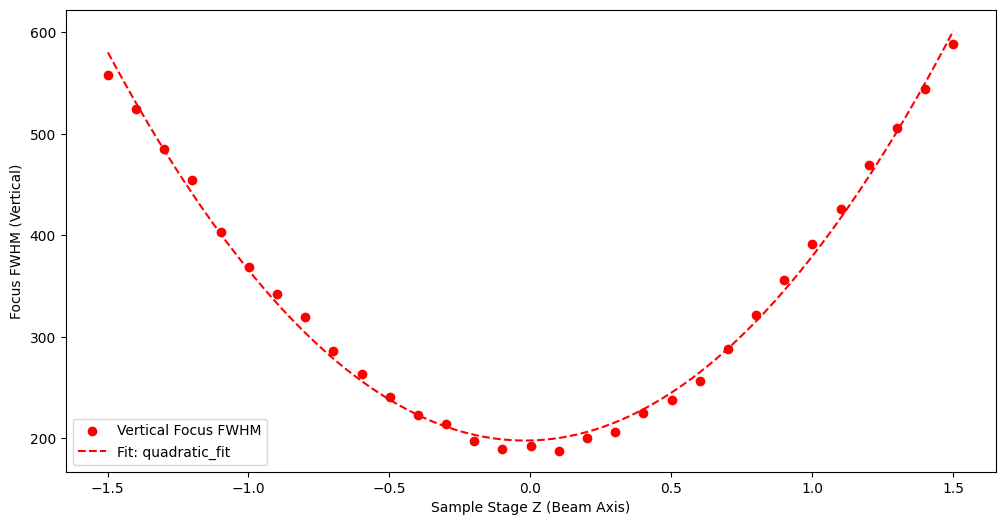 600
500
400
300
200
Focus FWHM (Vertical)
Vertical Focus FWHM
Fit: quadratic_fit
−1.5 −1.0 −0.5 0.0 0.5 1.0 1.5
Sample Stage Z (Beam Axis)